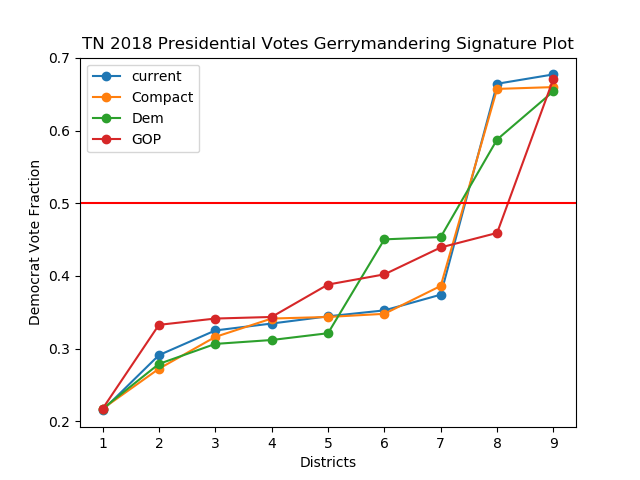 TN 2018 Presidential Votes Gerrymandering Signature Plot
current
Compact
Dem
GOP
0.7
0.6
0.5
0.4
0.3
0.2
Democrat Vote Fraction
1 2 3 4 5 6 7 8 9
Districts